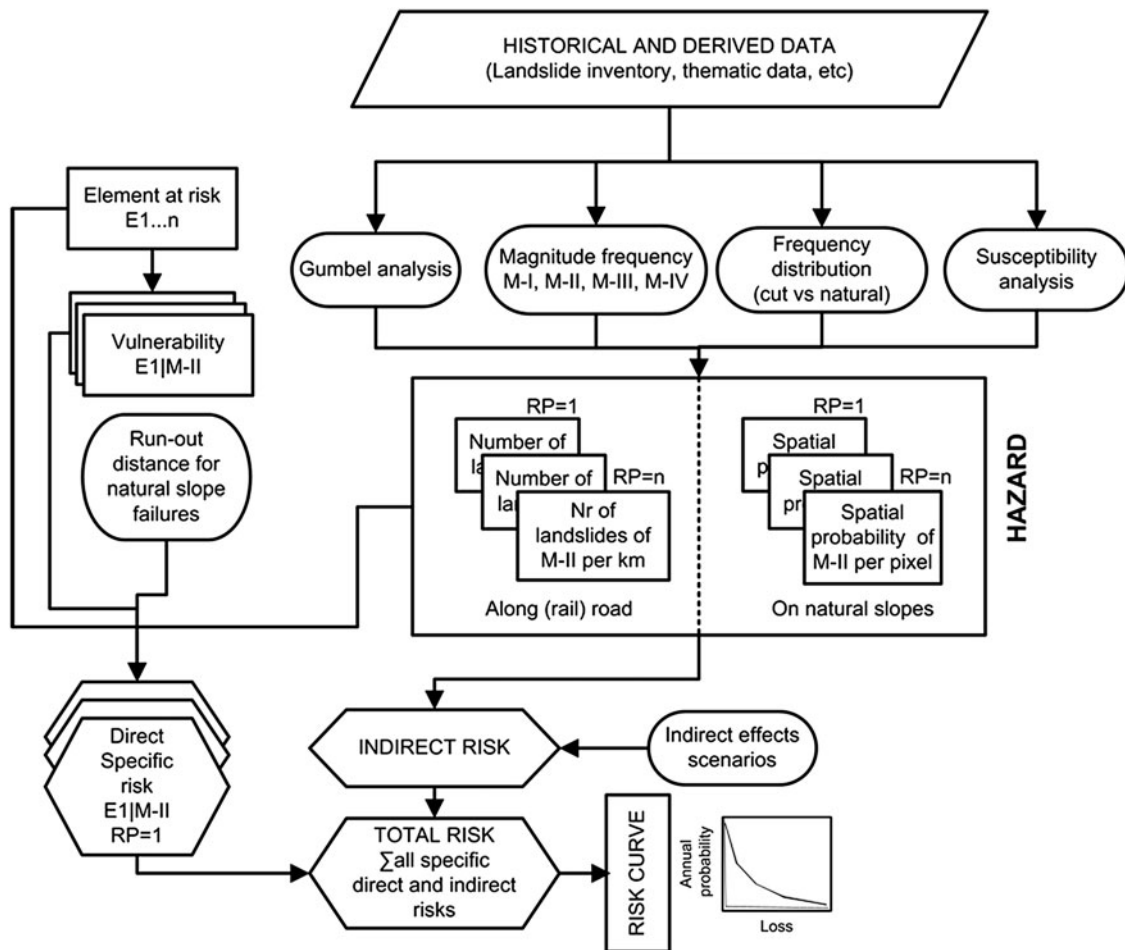 HISTORICAL AND DERIVED DATA
(Landslide inventory, thematic data, etc)
Element at risk
E1...n
Gumbel analysis
Magnitude frequency
M-I, M-II, M-III, M-IV
Frequency
distribution
(cut vs natural)
Susceptibility
analysis
Vulnerability
E1|M-II
Run-out
distance for
natural slope
failures
RP=1
Number of
Number of
RP=n
Nr of
landslides of
M-II per km
Along (rail) road
RP=1
Spatial
Spatial
RP=n
Spatial
probability of
M-II per pixel
On natural slopes
HAZARD
Direct
Specific
risk
E1|M-II
RP=1
INDIRECT RISK
Indirect effects
scenarios
TOTAL RISK
∑all specific
direct and indirect
risks
RISK CURVE
Annual
probability
Loss